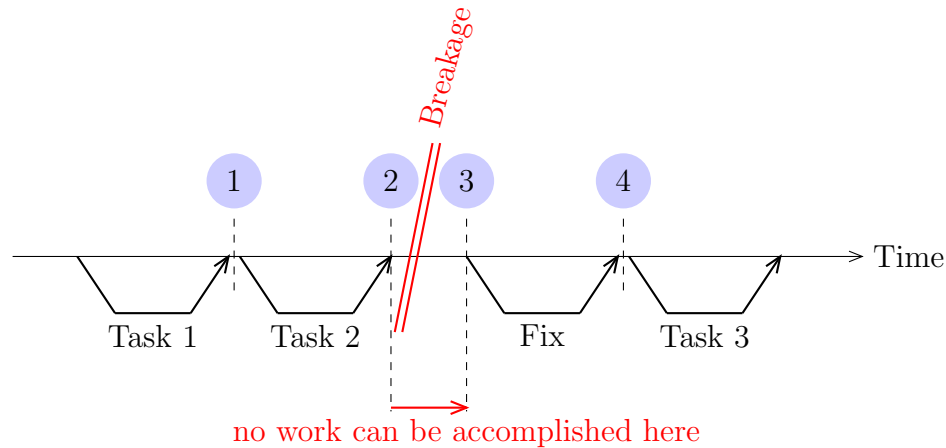 Breakage
1
2
3
4
Time
Task 1
Task 2
Fix
Task 3
no work can be accomplished here